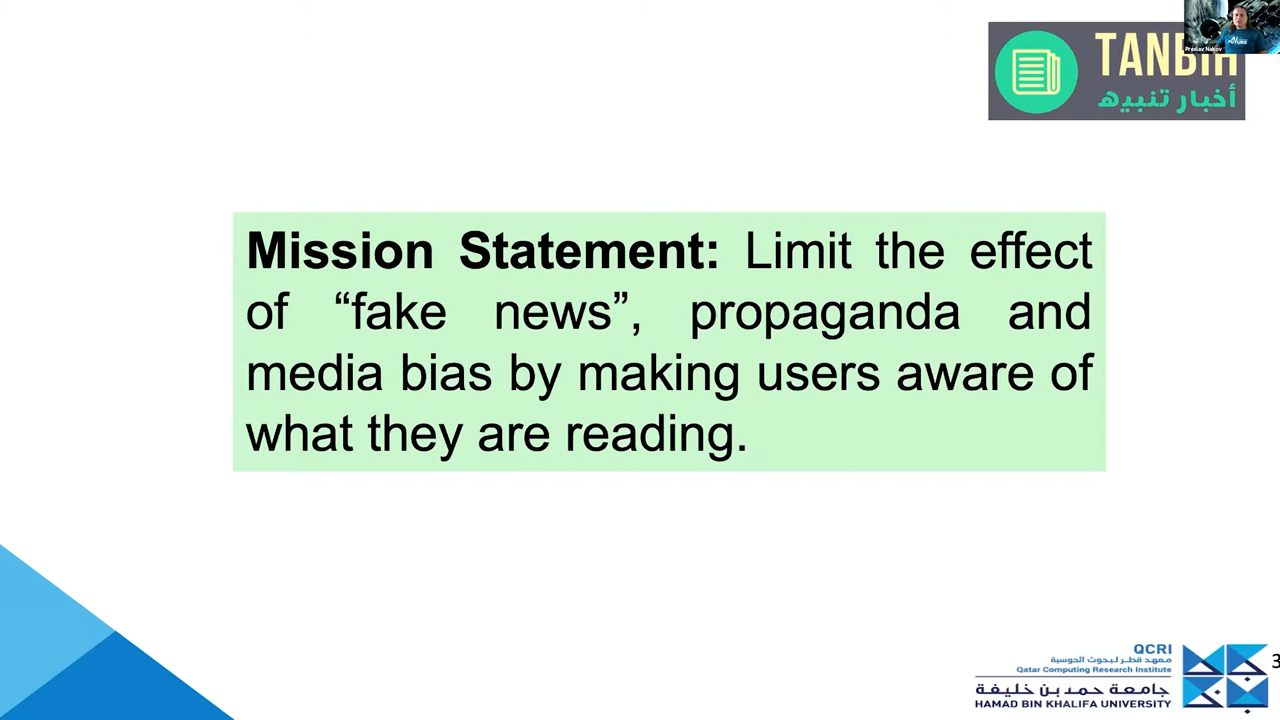 Preslav Nakov
TANBIH
أخبار تنبيه
Mission Statement: Limit the effect
of “fake news”, propaganda and
media bias by making users aware of
what they are reading.
QCRI
معهد قطر لبحوث الحوسبة
Qatar Computing Research Institute
جامعة حمد بن خليفة
HAMAD BIN KHALIFA UNIVERSITY
3